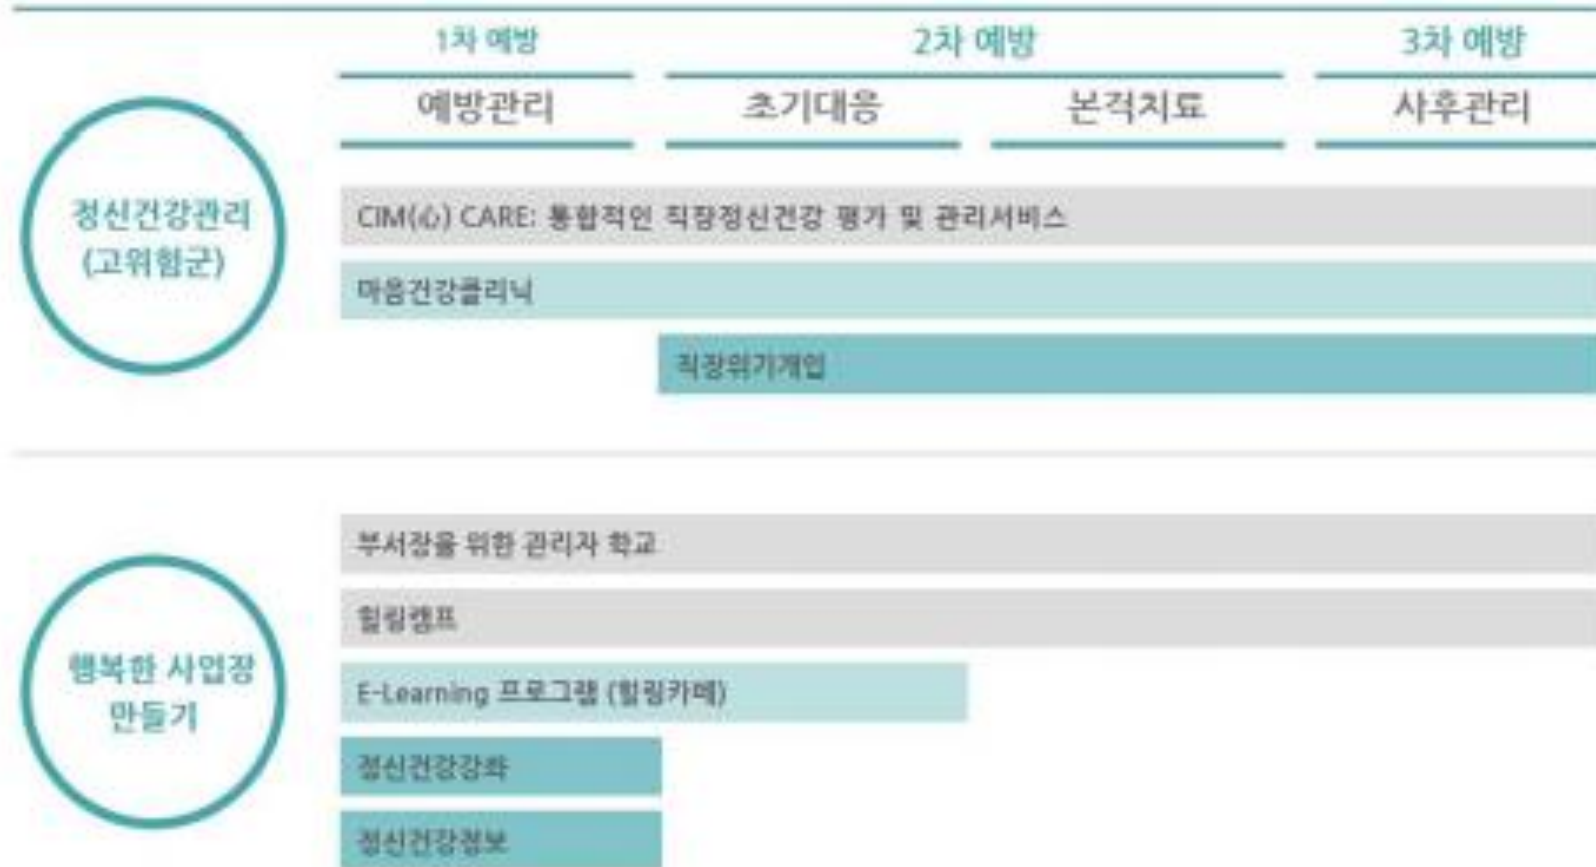 1차 예방
2차 예방
3차 예방
예방관리
초기대응
본격치료
사후관리
정신건강관리
(고위험군)
CIM(心) CARE: 통합적인 직장정신건강 평가 및 관리서비스
마음건강클리닉
직장위기개입
행복한 사업장
만들기
부서장을 위한 관리자 학교
힐링캠프
E-Learning 프로그램 (힐링카페)
정신건강강좌
정신건강정보